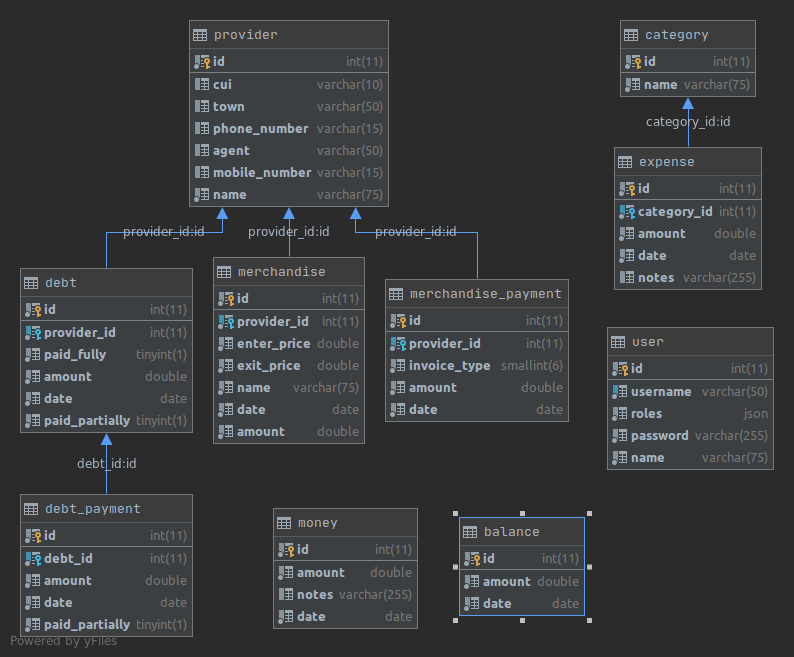 provider
id int(11)
cui varchar(10)
town varchar(50)
phone_number varchar(15)
agent varchar(50)
mobile_number varchar(15)
name varchar(75)
category
id int(11)
name varchar(75)
category_id:id
expense
id int(11)
category_id int(11)
amount double
date date
notes varchar(255)
provider_id:id
provider_id:id
provider_id:id
debt
id int(11)
provider_id int(11)
paid_fully tinyint(1)
amount double
date date
paid_partially tinyint(1)
merchandise
id int(11)
provider_id int(11)
enter_price double
exit_price double
name varchar(75)
date date
amount double
merchandise_payment
id int(11)
provider_id int(11)
invoice_type smallint(6)
amount double
date date
user
id int(11)
username varchar(50)
roles json
password varchar(255)
name varchar(75)
debt_id:id
debt_payment
id int(11)
debt_id int(11)
amount double
date date
paid_partially tinyint(1)
money
id int(11)
amount double
notes varchar(255)
date date
balance
id int(11)
amount double
date date
Powered by yFiles